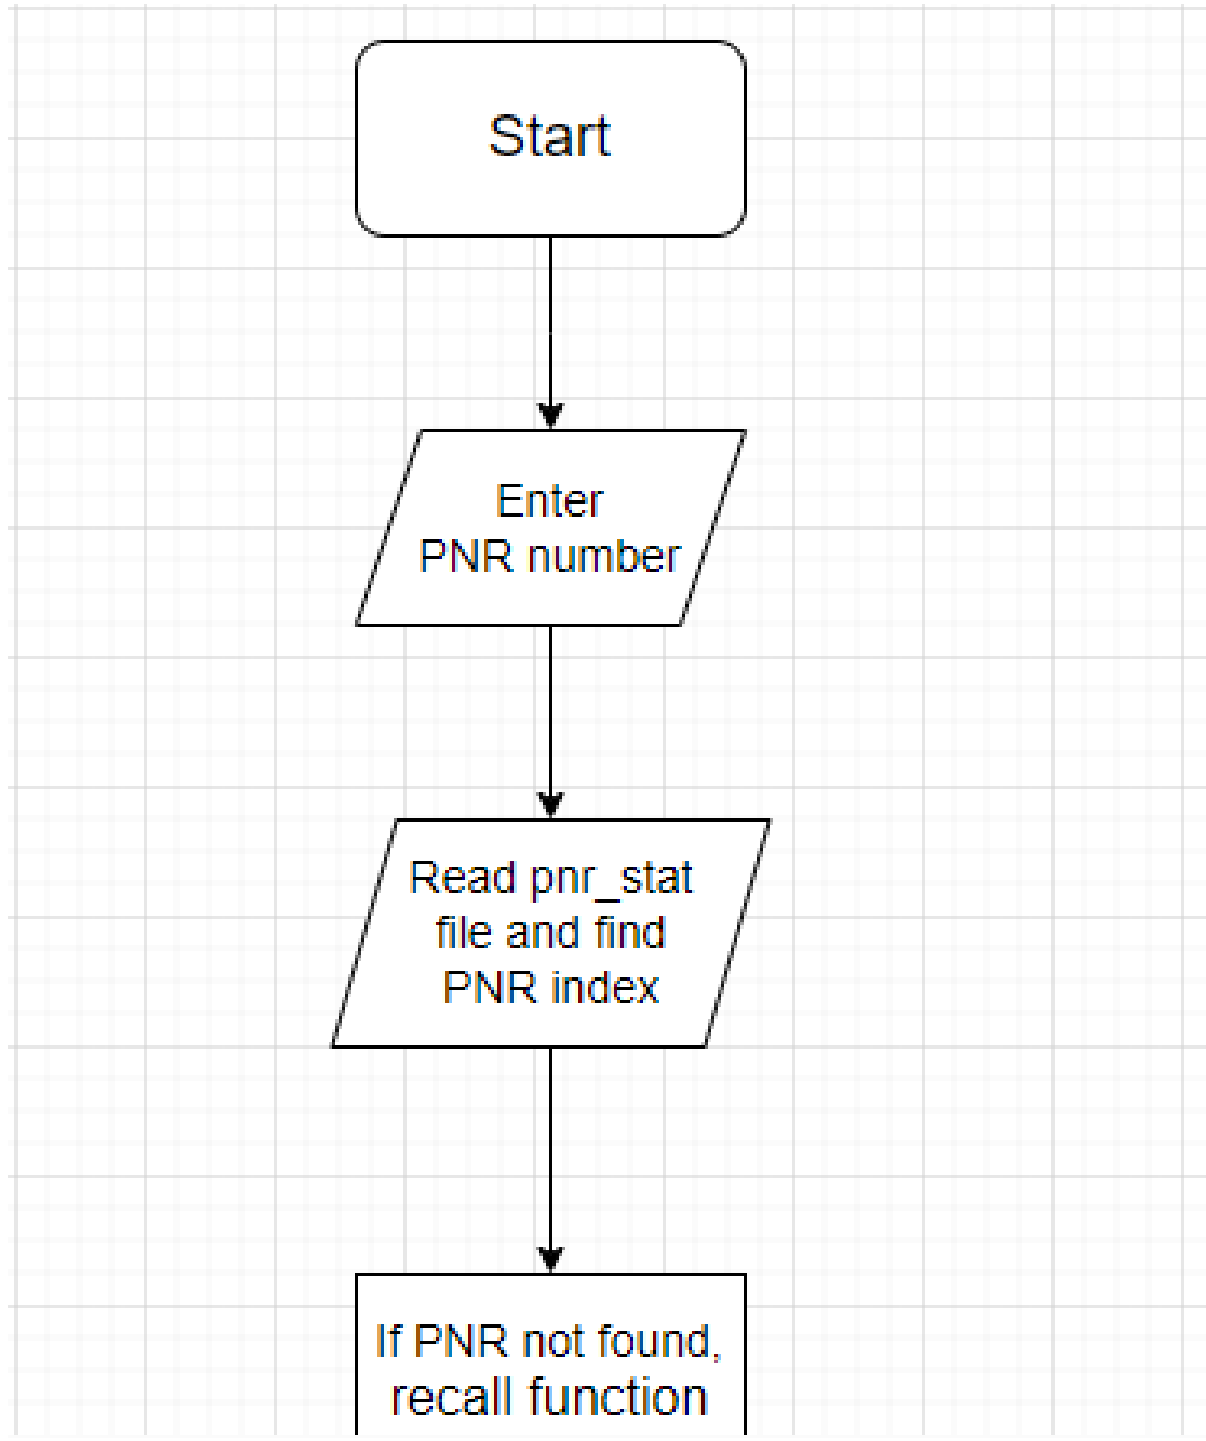 Start
Enter
PNR number
Read pnr_stat
file and find
PNR index
If PNR not found,
recall function